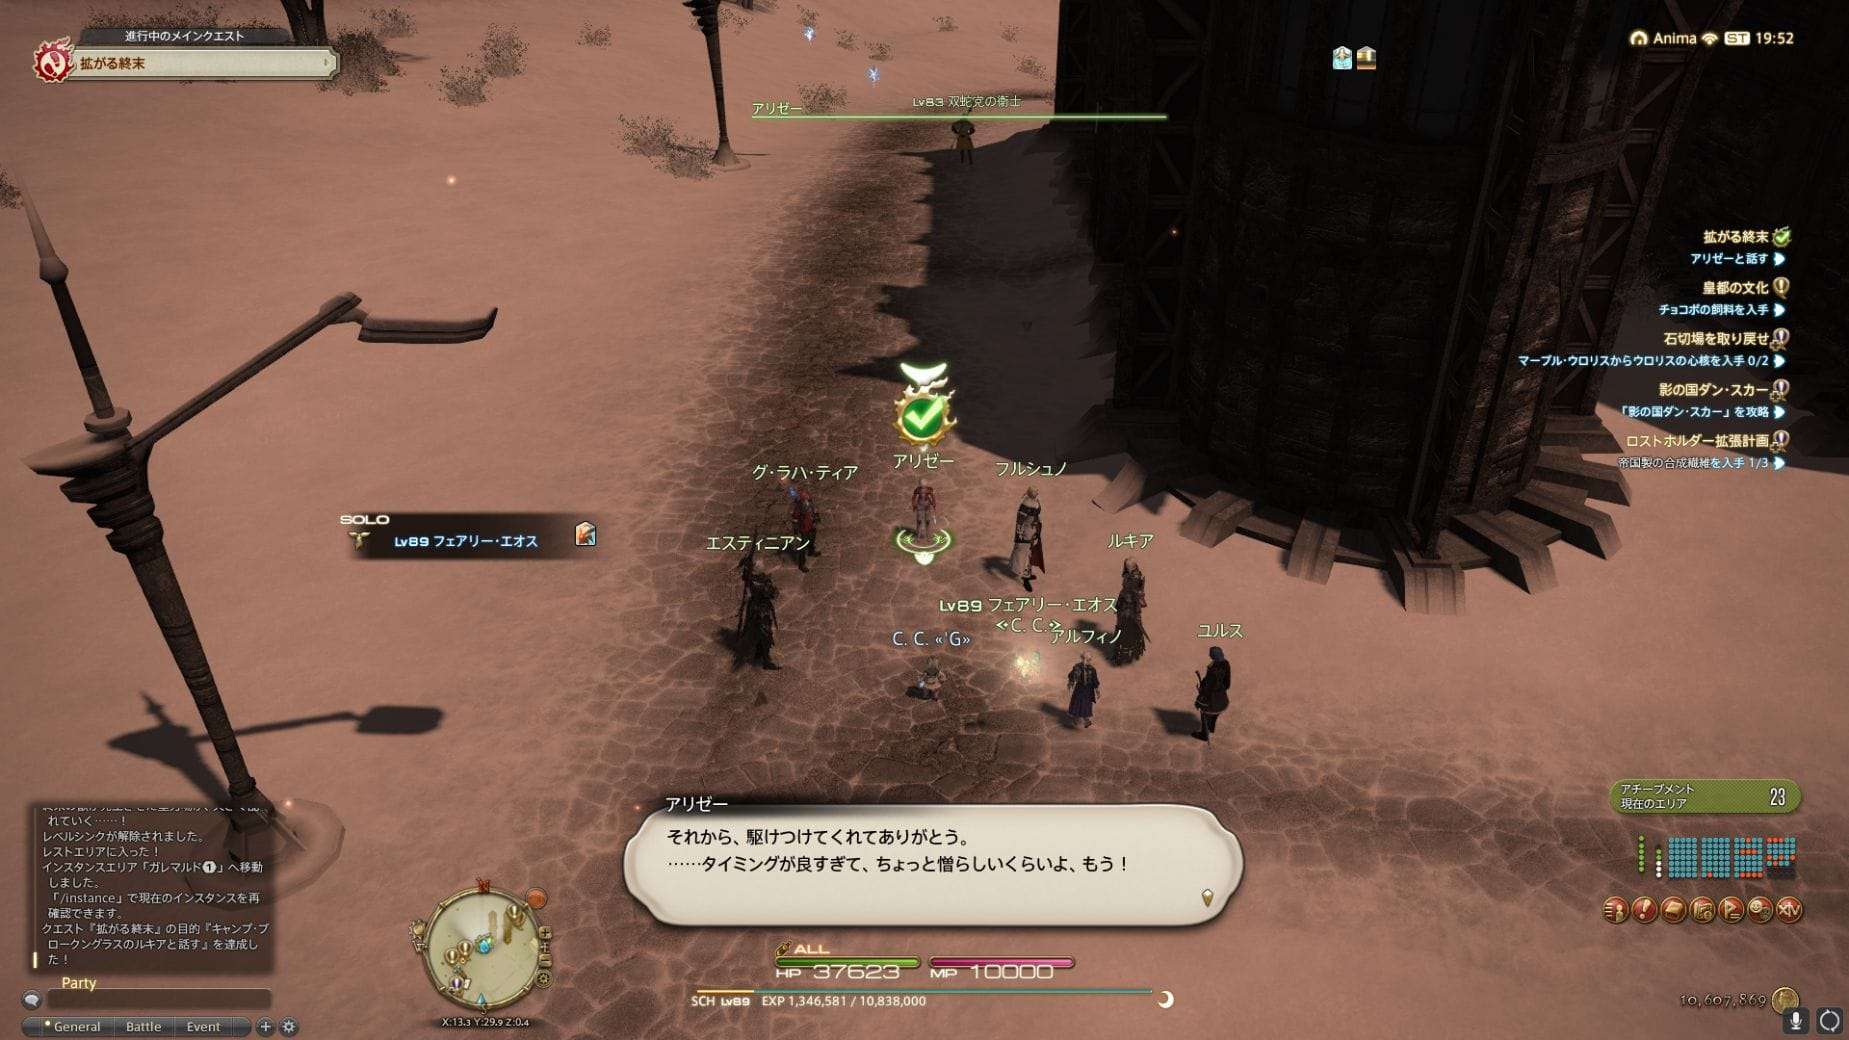 進行中のメインクエスト
拡がる終末
Anima ST 19:52
アリゼー
Lv83 双蛇党の衛士
拡がる終末
アリゼーと話す
皇都の文化
チョコボの飼料を入手
石切場を取り戻せ
マーブル・ウロリスからウロリスの心核を入手 0/2
影の国ダン・スカー
「影の国ダン・スカー」を攻略
ロストホルダー拡張計画
帝国製の合成繊維を入手 1/3
アリゼー
グ・ラハ・ティア
フルシュノ
SOLO
Lv89 フェアリー・エオス
エスティニアン
ルキア
Lv89 フェアリー・エオス
C. C.
C. C. «'G»
アルフィノ
ユルス
アリゼー
それから、駆けつけてくれてありがとう。
……タイミングが良すぎて、ちょっと憎らしいくらいよ、もう！
アチーブメント
現在のエリア
23
れていく……！
レベルシンクが解除されました。
レストエリアに入った！
インスタンスエリア「ガレマルド1」へ移動
しました。
「/instance」で現在のインスタンスを再
確認できます。
クエスト『拡がる終末』の目的『キャンプ・ブ
ロークングラスのルキアと話す』を達成し
た！
Party
General
Battle
Event
X:13.3 Y:29.9 Z:0.4
ALL
HP 37623
MP 10000
SCH Lv89 EXP 1,346,581 / 10,838,000
10,607,869